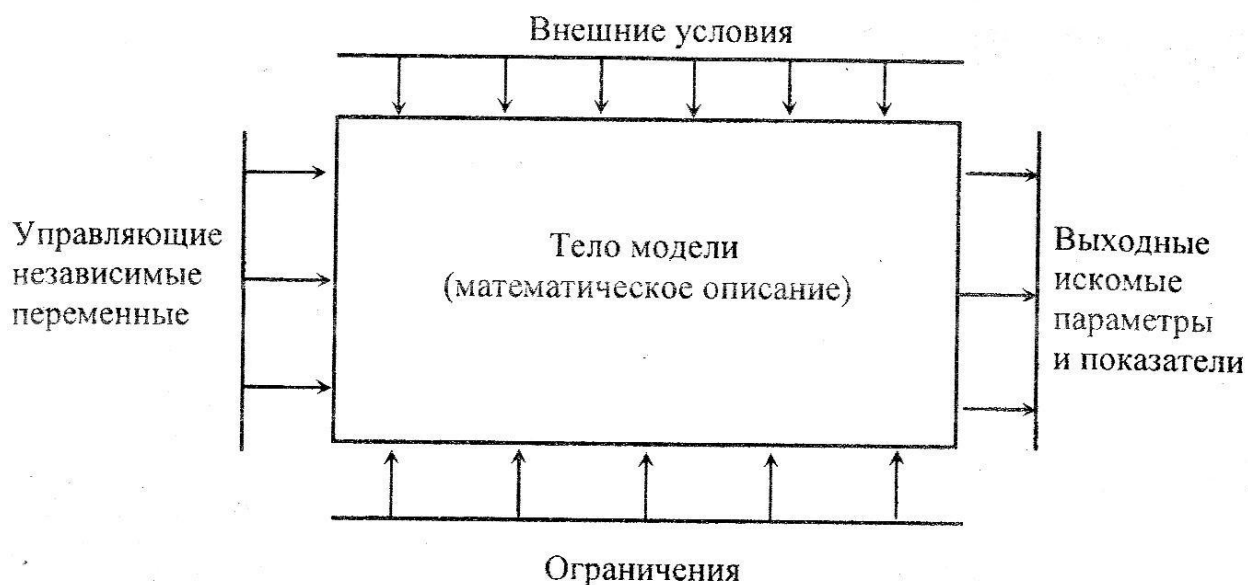 Внешние условия
Управляющие
независимые
переменные
Тело модели
(математическое описание)
Выходные
искомые
параметры
и показатели
Ограничения